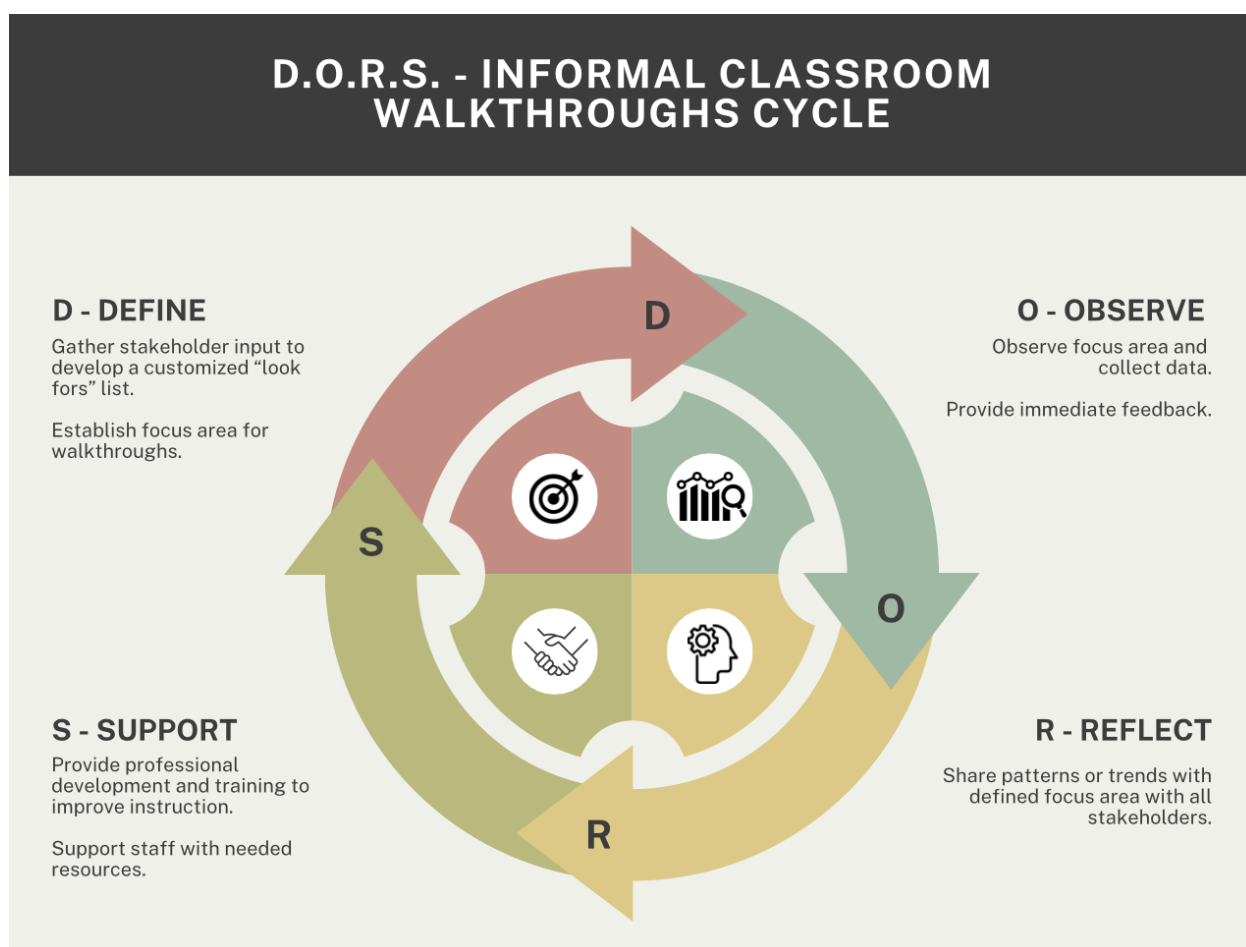 D.O.R.S. - INFORMAL CLASSROOM
WALKTHROUGHS CYCLE
D - DEFINE
Gather stakeholder input to
develop a customized “look
fors” list.
Establish focus area for
walkthroughs.
O - OBSERVE
Observe focus area and
collect data.
Provide immediate feedback.
D
S
O
R
S - SUPPORT
Provide professional
development and training to
improve instruction.
Support staff with needed
resources.
R - REFLECT
Share patterns or trends with
defined focus area with all
stakeholders.